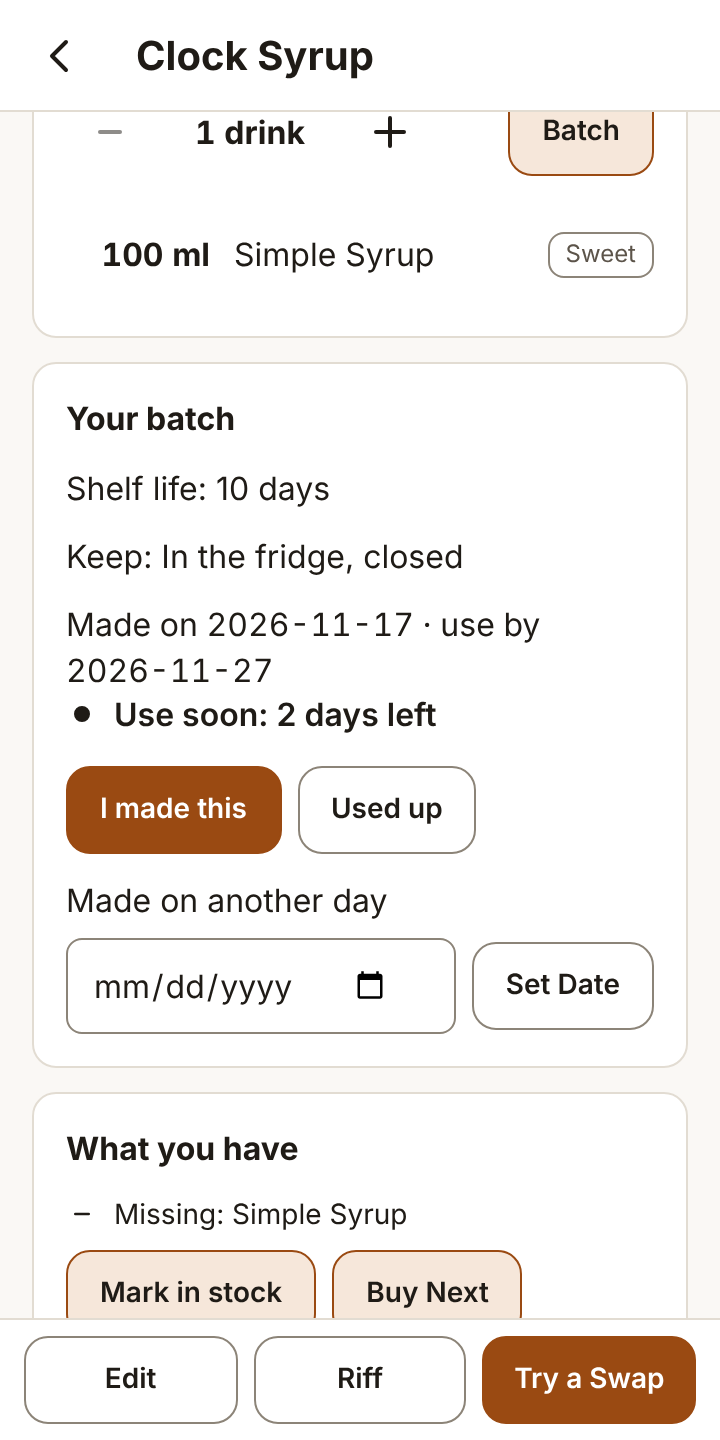 Clock Syrup
1 drink
Batch
100 ml Simple Syrup
Sweet
Your batch
Shelf life: 10 days
Keep: In the fridge, closed
Made on 2026-11-17 · use by
2026-11-27
Use soon: 2 days left
I made this
Used up
Made on another day
mm/dd/yyyy
Set Date
What you have
Missing: Simple Syrup
Mark in stock
Buy Next
Edit
Riff
Try a Swap